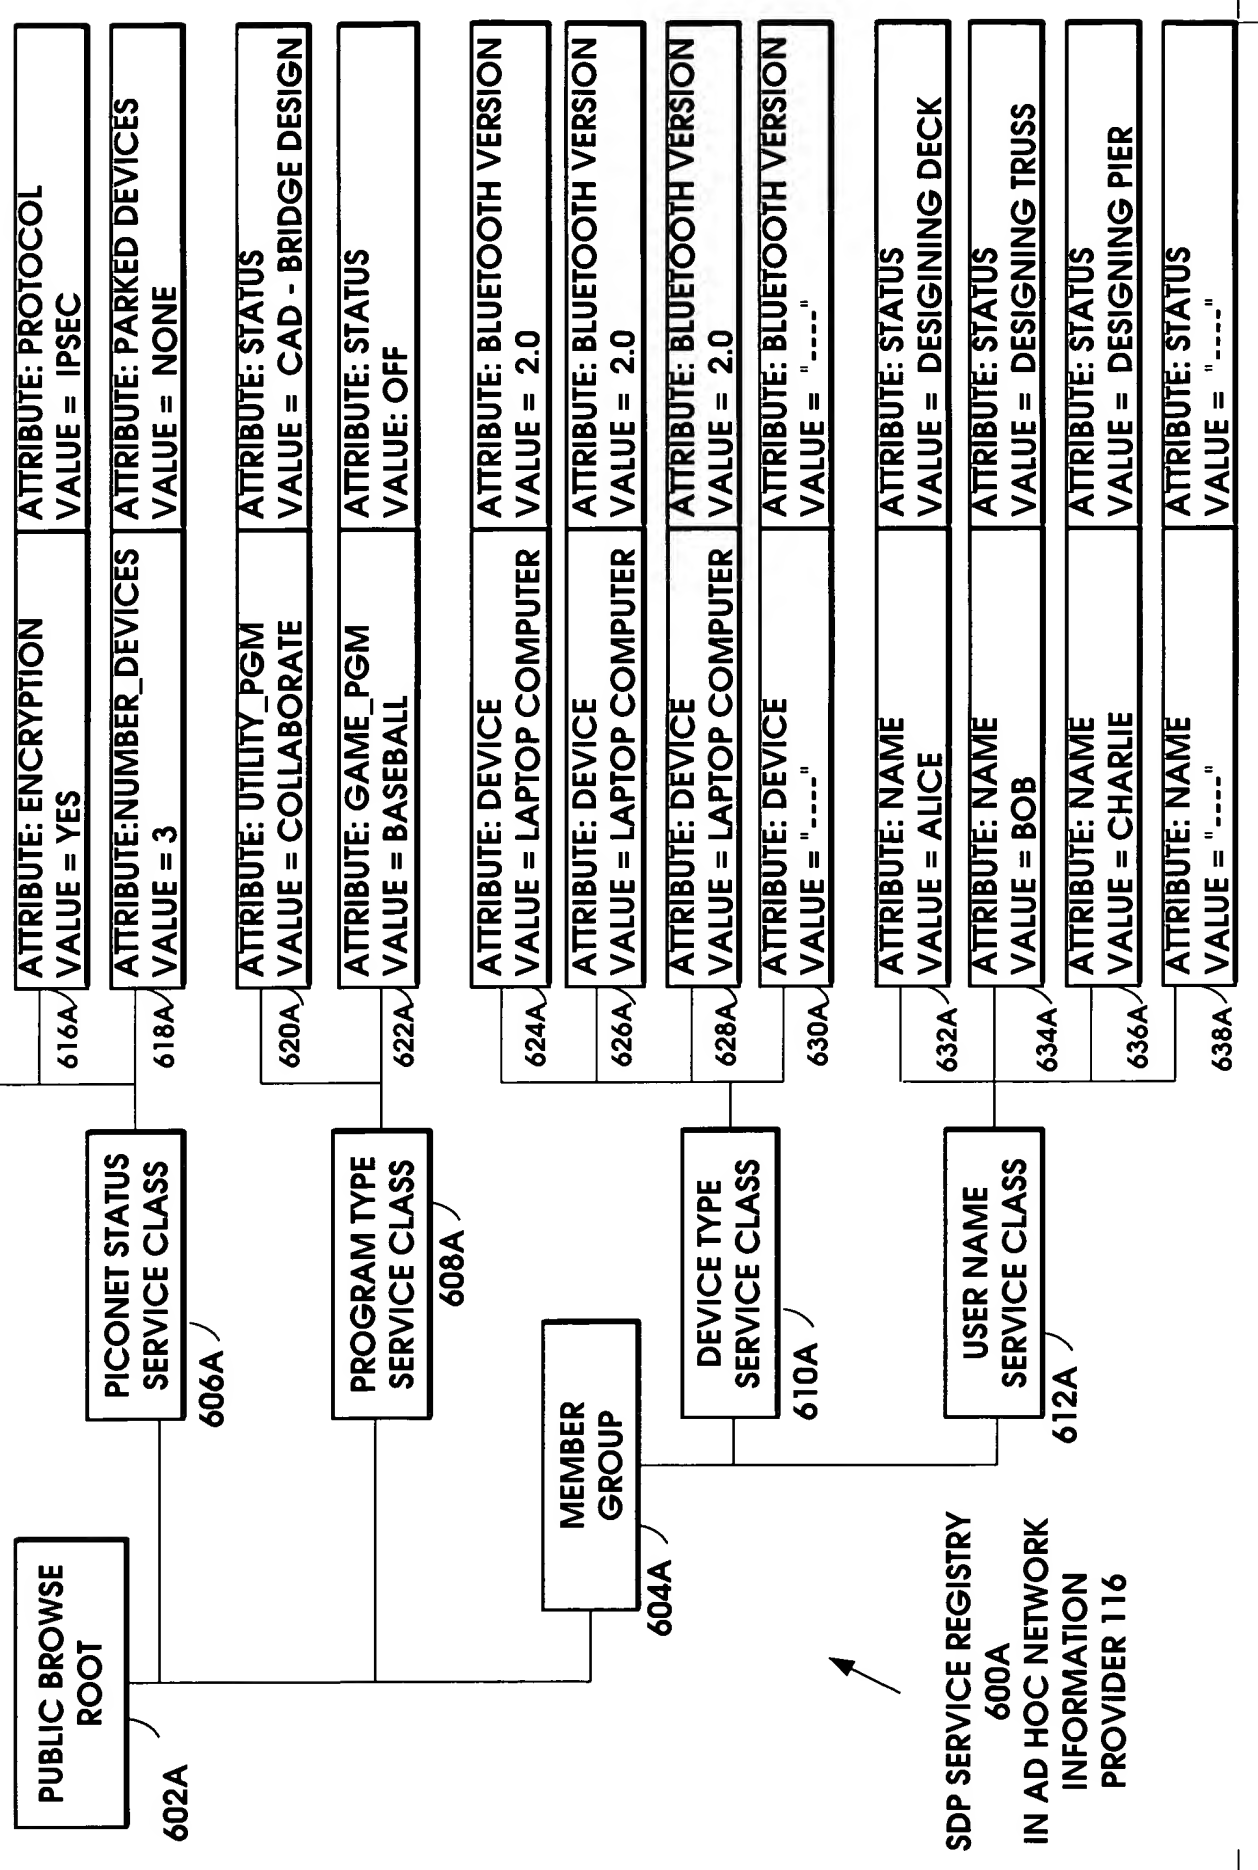 PUBLIC BROWSE
ROOT
602A
PICONET STATUS
SERVICE CLASS
606A
ATTRIBUTE: ENCRYPTION
VALUE = YES
ATTRIBUTE: PROTOCOL
VALUE = IPSEC
616A
ATTRIBUTE:NUMBER_DEVICES
VALUE = 3
ATTRIBUTE: PARKED DEVICES
VALUE = NONE
618A
PROGRAM TYPE
SERVICE CLASS
608A
ATTRIBUTE: UTILITY_PGM
VALUE = COLLABORATE
ATTRIBUTE: STATUS
VALUE = CAD - BRIDGE DESIGN
620A
ATTRIBUTE: GAME_PGM
VALUE = BASEBALL
ATTRIBUTE: STATUS
VALUE: OFF
622A
MEMBER
GROUP
604A
DEVICE TYPE
SERVICE CLASS
610A
ATTRIBUTE: DEVICE
VALUE = LAPTOP COMPUTER
ATTRIBUTE: BLUETOOTH VERSION
VALUE = 2.0
624A
ATTRIBUTE: DEVICE
VALUE = LAPTOP COMPUTER
ATTRIBUTE: BLUETOOTH VERSION
VALUE = 2.0
626A
ATTRIBUTE: DEVICE
VALUE = LAPTOP COMPUTER
ATTRIBUTE: BLUETOOTH VERSION
VALUE = 2.0
628A
ATTRIBUTE: DEVICE
VALUE = "----"
ATTRIBUTE: BLUETOOTH VERSION
VALUE = "----"
630A
USER NAME
SERVICE CLASS
612A
ATTRIBUTE: NAME
VALUE = ALICE
ATTRIBUTE: STATUS
VALUE = DESIGINING DECK
632A
ATTRIBUTE: NAME
VALUE = BOB
ATTRIBUTE: STATUS
VALUE = DESIGNING TRUSS
634A
ATTRIBUTE: NAME
VALUE = CHARLIE
ATTRIBUTE: STATUS
VALUE = DESIGNING PIER
636A
ATTRIBUTE: NAME
VALUE = "----"
ATTRIBUTE: STATUS
VALUE = "----"
638A
SDP SERVICE REGISTRY
600A
IN AD HOC NETWORK
INFORMATION
PROVIDER 116